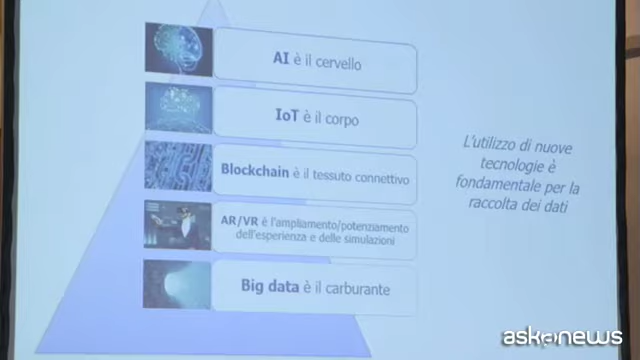 AI è il cervello
IoT è il corpo
Blockchain è il tessuto connettivo
AR/VR è l'ampliamento/potenziamento
dell'esperienza e delle simulazioni
Big data è il carburante
L'utilizzo di nuove
tecnologie è
fondamentale per la
raccolta dei dati
askanews